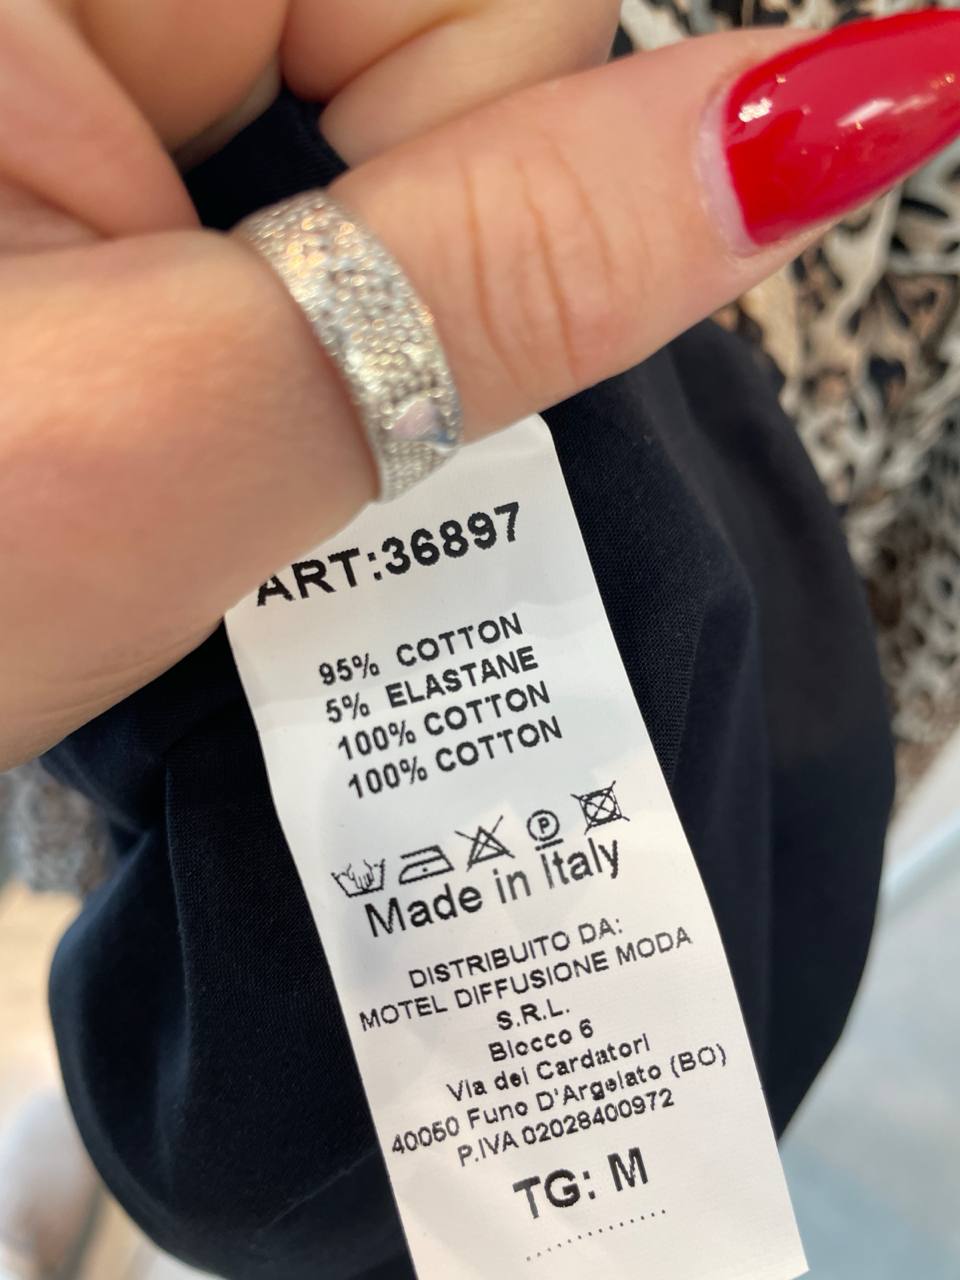 ART:36897
95% COTTON
5% ELASTANE
100% COTTON
100% COTTON
P
Made in Italy
DISTRIBUITO DA:
MOTEL DIFFUSIONE MODA
S.R.L.
Blocco 6
Via dei Cardatori
40050 Funo D'Argelato (BO)
P.IVA 02028400972
TG: M